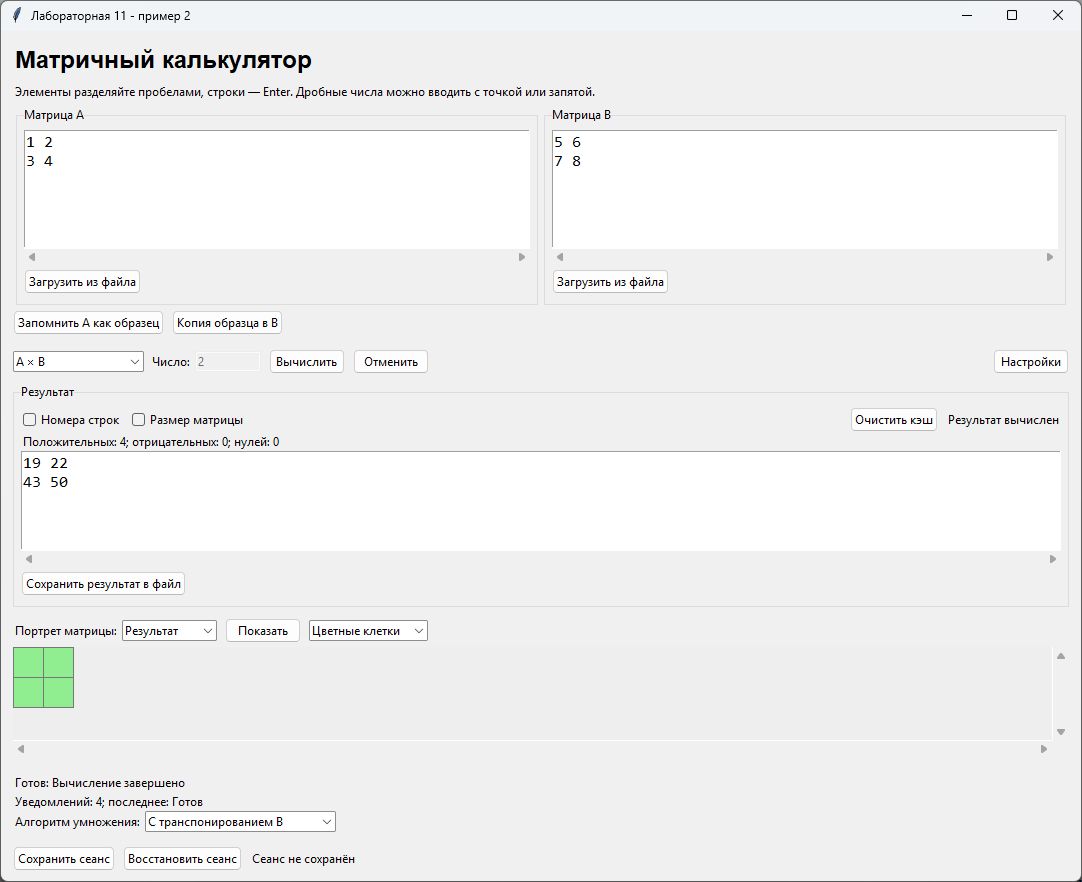 Лабораторная 11 - пример 2
Матричный калькулятор
Элементы разделяйте пробелами, строки — Enter. Дробные числа можно вводить с точкой или запятой.
Матрица A
1 2
3 4
Загрузить из файла
Матрица B
5 6
7 8
Загрузить из файла
Запомнить A как образец Копия образца в B
A × B Число: 2 Вычислить Отменить Настройки
Результат
Номера строк Размер матрицы Очистить кэш Результат вычислен
Положительных: 4; отрицательных: 0; нулей: 0
19 22
43 50
Сохранить результат в файл
Портрет матрицы: Результат Показать Цветные клетки
Готов: Вычисление завершено
Уведомлений: 4; последнее: Готов
Алгоритм умножения: С транспонированием B
Сохранить сеанс Восстановить сеанс Сеанс не сохранён